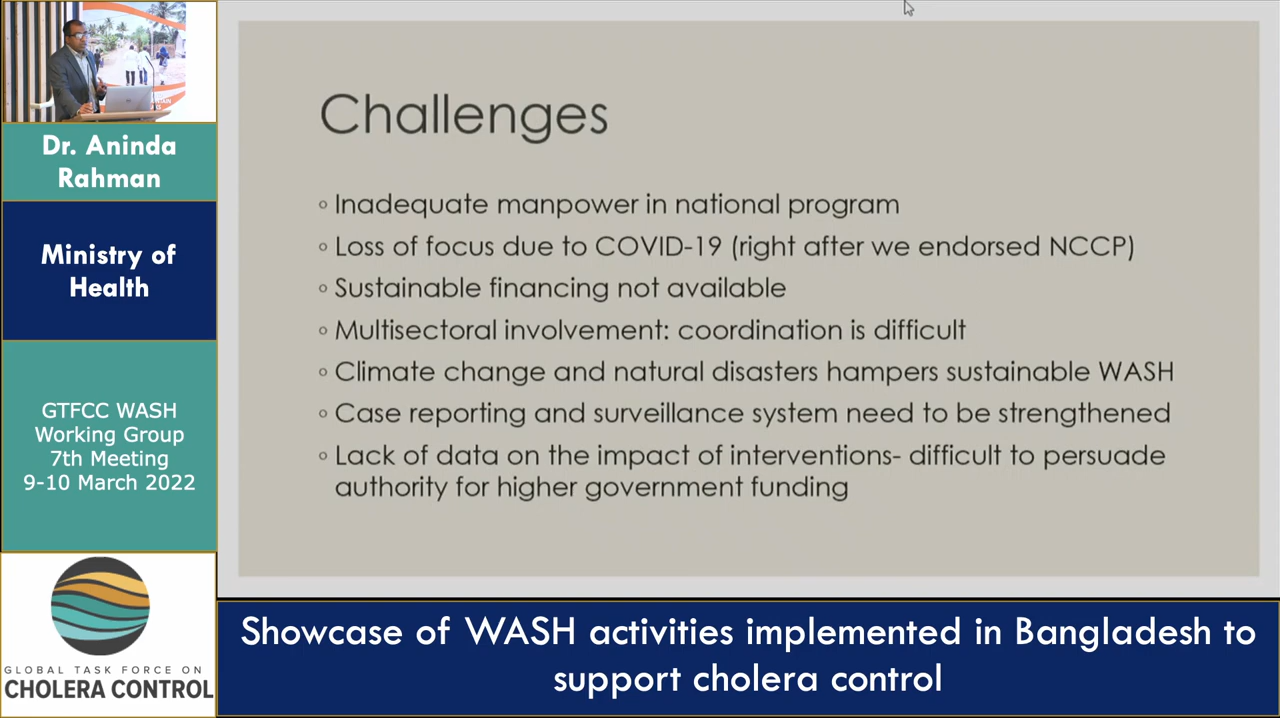 Dr. Aninda
Rahman
Ministry of
Health
GTFCC WASH
Working Group
7th Meeting
9-10 March 2022
GLOBAL TASK FORCE ON
CHOLERA CONTROL
Challenges
◦ Inadequate manpower in national program
◦ Loss of focus due to COVID-19 (right after we endorsed NCCP)
◦ Sustainable financing not available
◦ Multisectoral involvement: coordination is difficult
◦ Climate change and natural disasters hampers sustainable WASH
◦ Case reporting and surveillance system need to be strengthened
◦ Lack of data on the impact of interventions- difficult to persuade
authority for higher government funding
Showcase of WASH activities implemented in Bangladesh to
support cholera control